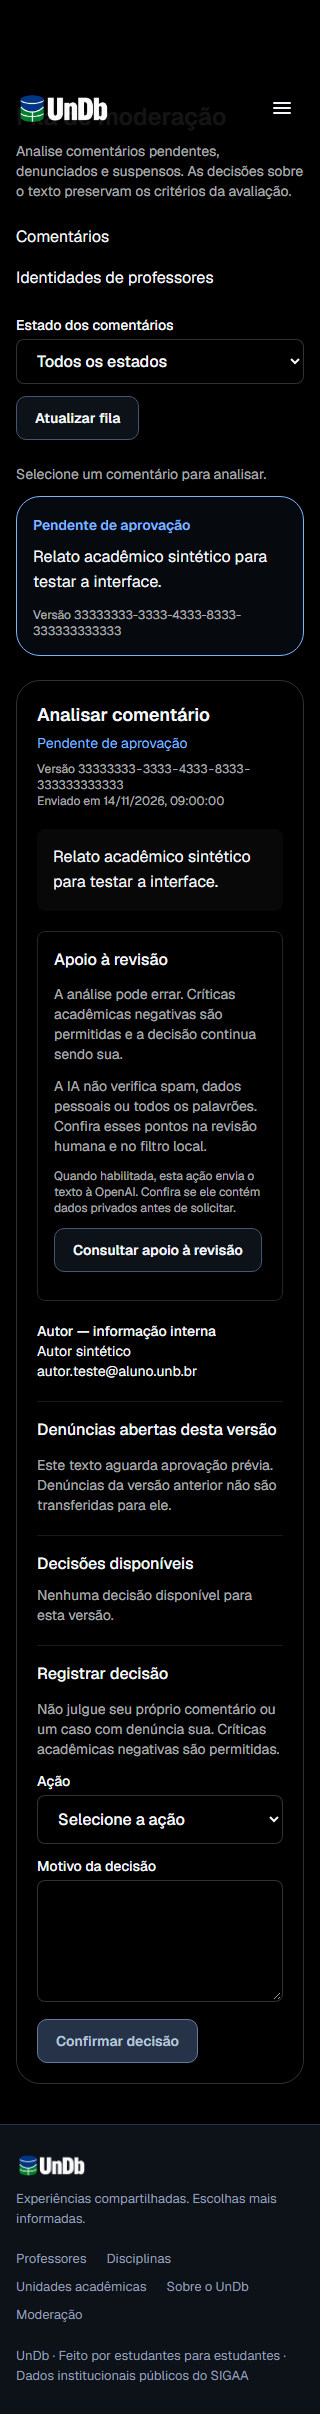 UnDb
moderação
Analise comentários pendentes,
denunciados e suspensos. As decisões sobre
o texto preservam os critérios da avaliação.
Comentários
Identidades de professores
Estado dos comentários
Todos os estados
Atualizar fila
Selecione um comentário para analisar.
Pendente de aprovação
Relato acadêmico sintético para
testar a interface.
Versão 33333333-3333-4333-8333-
333333333333
Analisar comentário
Pendente de aprovação
Versão 33333333-3333-4333-8333-
333333333333
Enviado em 14/11/2026, 09:00:00
Relato acadêmico sintético
para testar a interface.
Apoio à revisão
A análise pode errar. Críticas
acadêmicas negativas são
permitidas e a decisão continua
sendo sua.
A IA não verifica spam, dados
pessoais ou todos os palavrões.
Confira esses pontos na revisão
humana e no filtro local.
Quando habilitada, esta ação envia o
texto à OpenAI. Confira se ele contém
dados privados antes de solicitar.
Consultar apoio à revisão
Autor — informação interna
Autor sintético
autor.teste@aluno.unb.br
Denúncias abertas desta versão
Este texto aguarda aprovação prévia.
Denúncias da versão anterior não são
transferidas para ele.
Decisões disponíveis
Nenhuma decisão disponível para
esta versão.
Registrar decisão
Não julgue seu próprio comentário ou
um caso com denúncia sua. Críticas
acadêmicas negativas são permitidas.
Ação
Selecione a ação
Motivo da decisão
Confirmar decisão
UnDb
Experiências compartilhadas. Escolhas mais
informadas.
Professores Disciplinas
Unidades acadêmicas Sobre o UnDb
Moderação
UnDb · Feito por estudantes para estudantes ·
Dados institucionais públicos do SIGAA